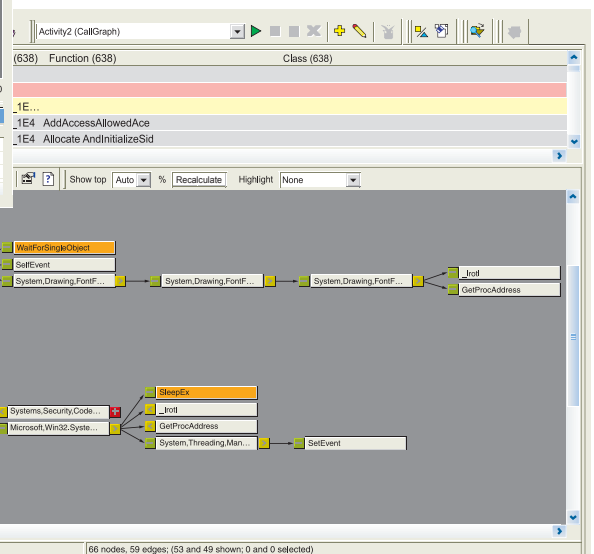 Activity2 (CallGraph)
(638) Function (638) Class (638)
_1E...
_1E4 AddAccessAllowedAce
_1E4 Allocate AndInitializeSid
Show top Auto % Recalculate Highlight None
WaitForSingleObject
SelfEvent
System,Drawing,FontF... System,Drawing,FontF... System,Drawing,FontF...
_lrotl
GetProcAddress
SleepEx
Systems,Security,Code... _lrotl
Microsoft,Win32.Syste... GetProcAddress
System,Threading,Man... SetEvent
66 nodes, 59 edges; (53 and 49 shown; 0 and 0 selected)